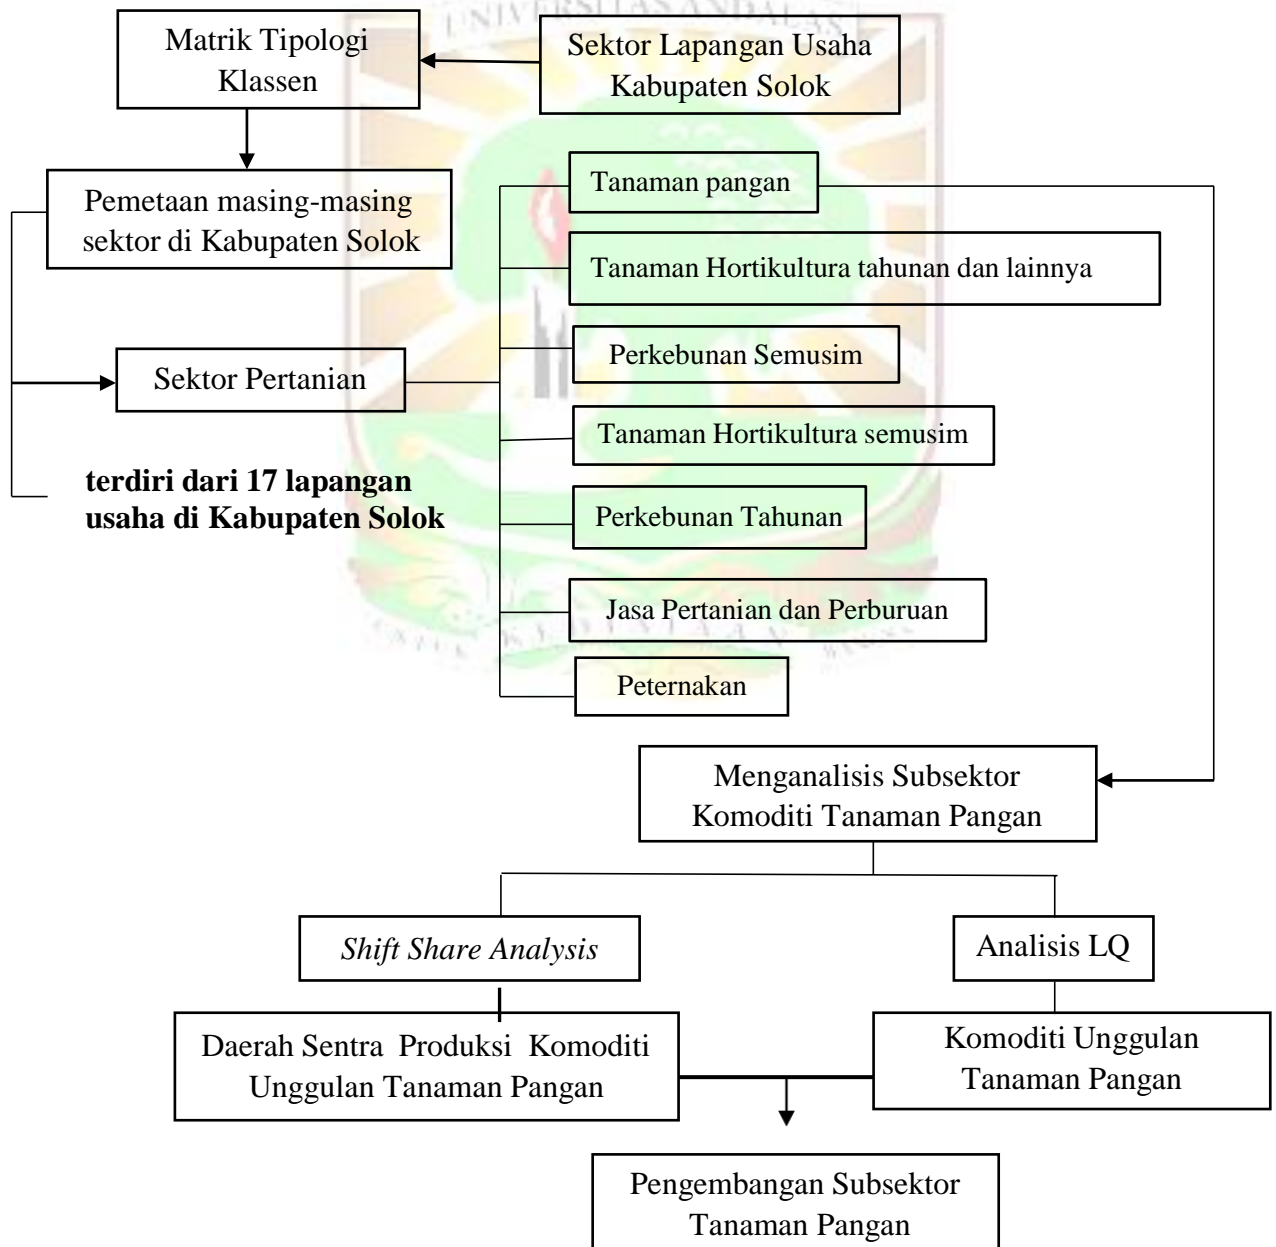 UNIVERSITAS ANDALAS
Matrik Tipologi
Klassen
Sektor Lapangan Usaha
Kabupaten Solok
Pemetaan masing-masing
sektor di Kabupaten Solok
Tanaman pangan
Tanaman Hortikultura tahunan dan lainnya
Perkebunan Semusim
Sektor Pertanian
Tanaman Hortikultura semusim
terdiri dari 17 lapangan
usaha di Kabupaten Solok
Perkebunan Tahunan
Jasa Pertanian dan Perburuan
Peternakan
Menganalisis Subsektor
Komoditi Tanaman Pangan
Shift Share Analysis
Analisis LQ
Daerah Sentra Produksi Komoditi
Unggulan Tanaman Pangan
Komoditi Unggulan
Tanaman Pangan
Pengembangan Subsektor
Tanaman Pangan